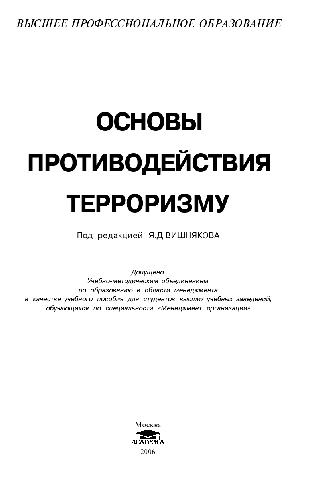 ВЫСШЕЕ ПРОФЕССИОНАЛЬНОЕ ОБРАЗОВАНИЕ
ОСНОВЫ
ПРОТИВОДЕЙСТВИЯ
ТЕРРОРИЗМУ
Под редакцией Я.Д.ВИШНЯКОВА
Допущено
Учебно-методическим объединением
по образованию в области менеджмента
в качестве учебного пособия для студентов высших учебных заведений,
обучающихся по специальности «Менеджмент организации»
Москва
ACADEMA
2006